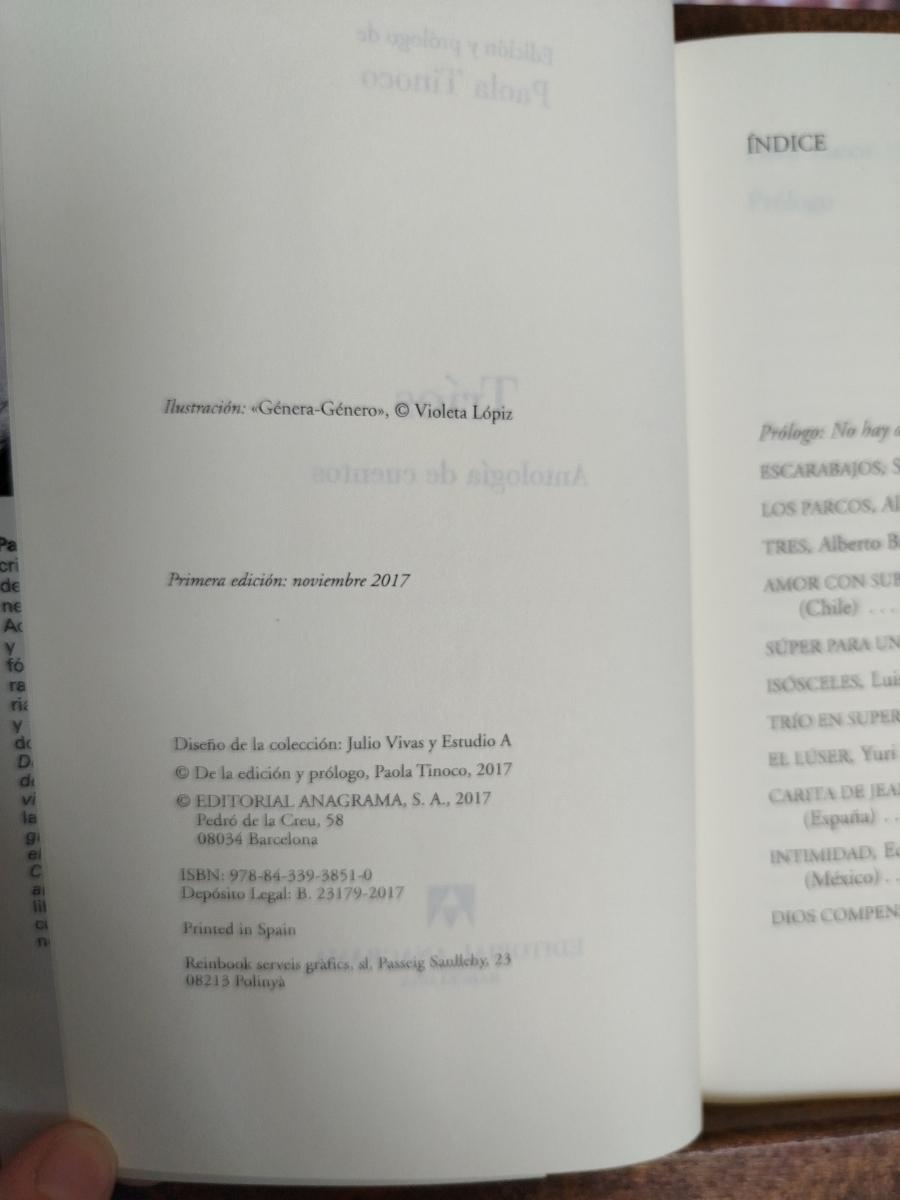 Ilustración: «Génera-Género», © Violeta Lópiz
Primera edición: noviembre 2017
Diseño de la colección: Julio Vivas y Estudio A
© De la edición y prólogo, Paola Tinoco, 2017
© EDITORIAL ANAGRAMA, S. A., 2017
Pedró de la Creu, 58
08034 Barcelona
ISBN: 978-84-339-3851-0
Depósito Legal: B. 23179-2017
Printed in Spain
Reinbook serveis gràfics, sl, Passeig Sanllehy, 23
08213 Polinyà
ÍNDICE
Prólogo: No hay
ESCARABAJOS,
LOS PARCOS,
TRES, Alberto
AMOR CON
(Chile) . . .
SÚPER PARA UN
ISÓSCELES,
TRÍO EN
EL LÚSER, Yuri
CARITA DE
(España) . .
INTIMIDAD,
(México) . .
DIOS